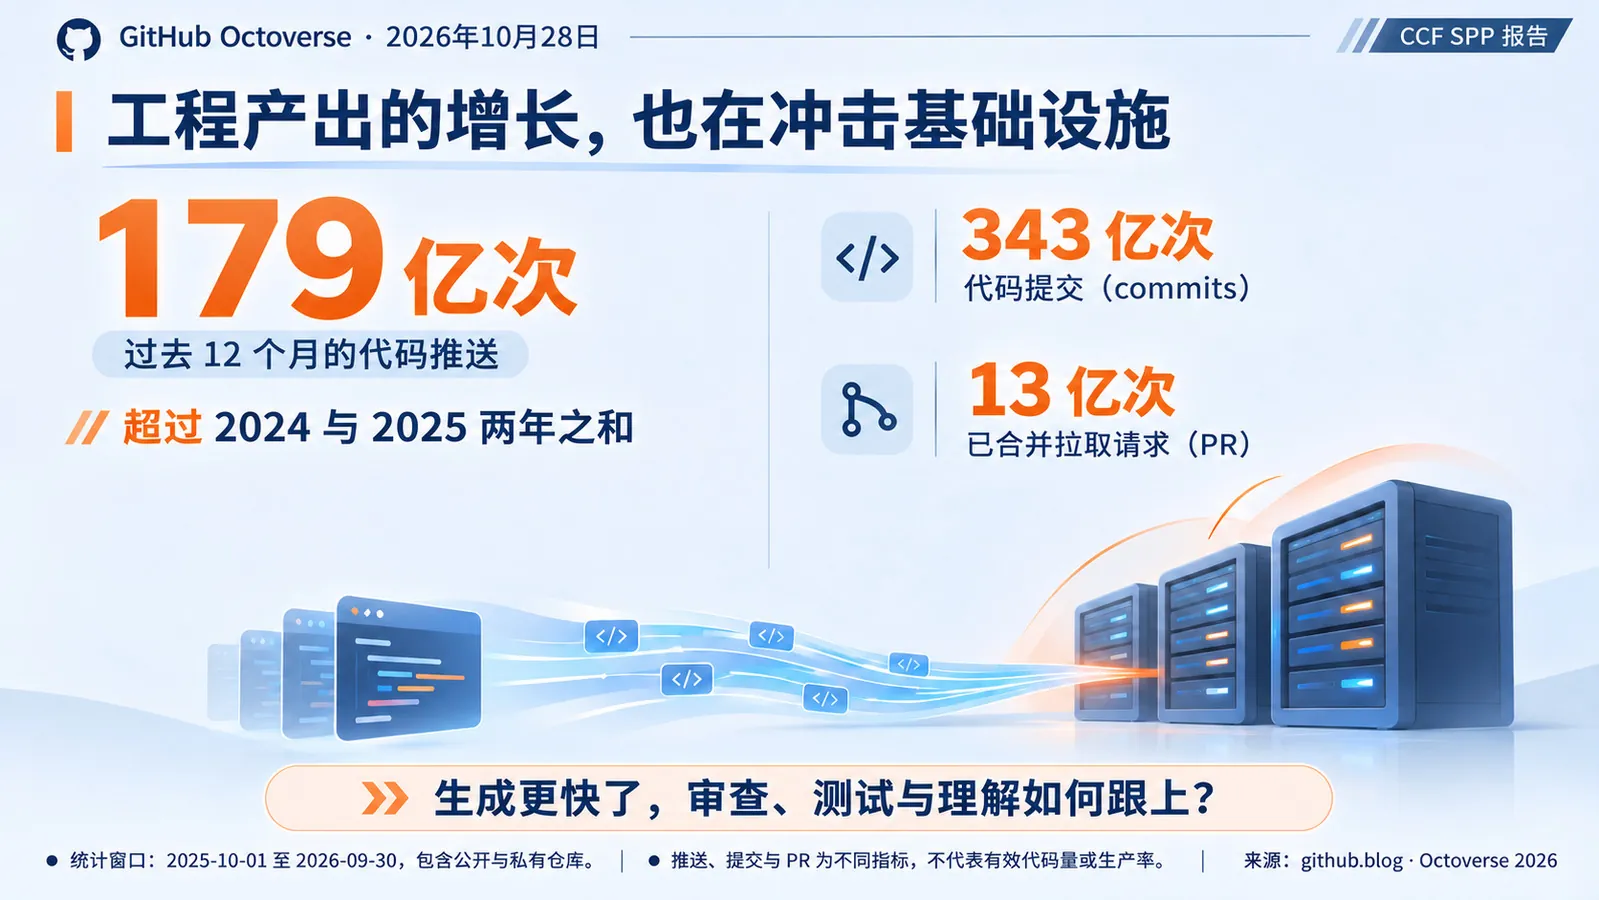 GitHub Octoverse · 2026年10月28日
CCF SPP 报告
工程产出的增长，也在冲击基础设施
179 亿次
过去 12 个月的代码推送
超过 2024 与 2025 两年之和
</>
343 亿次
代码提交（commits）
13 亿次
已合并拉取请求（PR）
</>
</>
</>
</>
</>
生成更快了，审查、测试与理解如何跟上？
● 统计窗口：2025-10-01 至 2026-09-30，包含公开与私有仓库。 | ● 推送、提交与 PR 为不同指标，不代表有效代码量或生产率。 | 来源：github.blog · Octoverse 2026